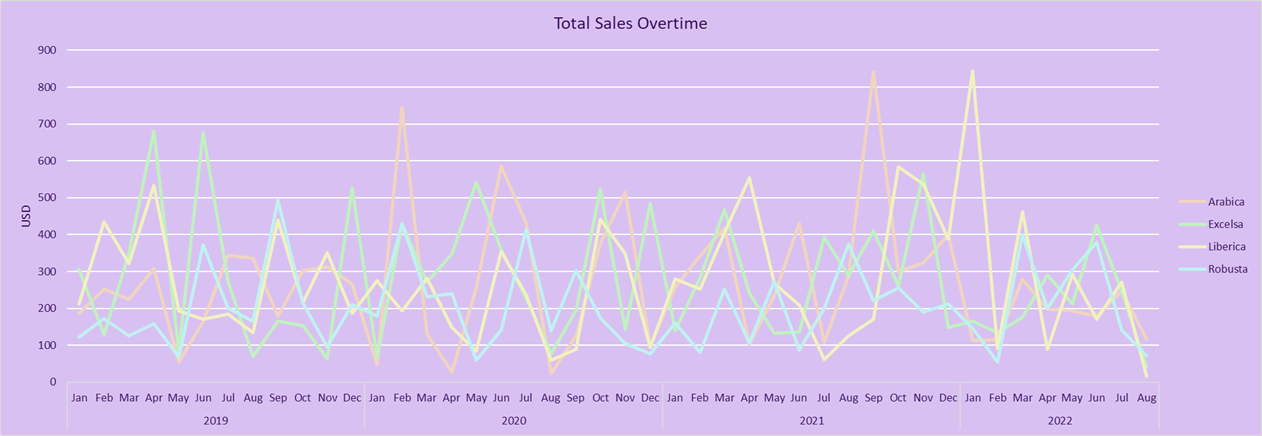 Total Sales Overtime
900
800
700
600
500
400
300
200
100
0
USD
Arabica
Excelsa
Liberica
Robusta
Jan Feb Mar Apr May Jun Jul Aug Sep Oct Nov Dec Jan Feb Mar Apr May Jun Jul Aug Sep Oct Nov Dec Jan Feb Mar Apr May Jun Jul Aug Sep Oct Nov Dec Jan Feb Mar Apr May Jun Jul Aug
2019 2020 2021 2022